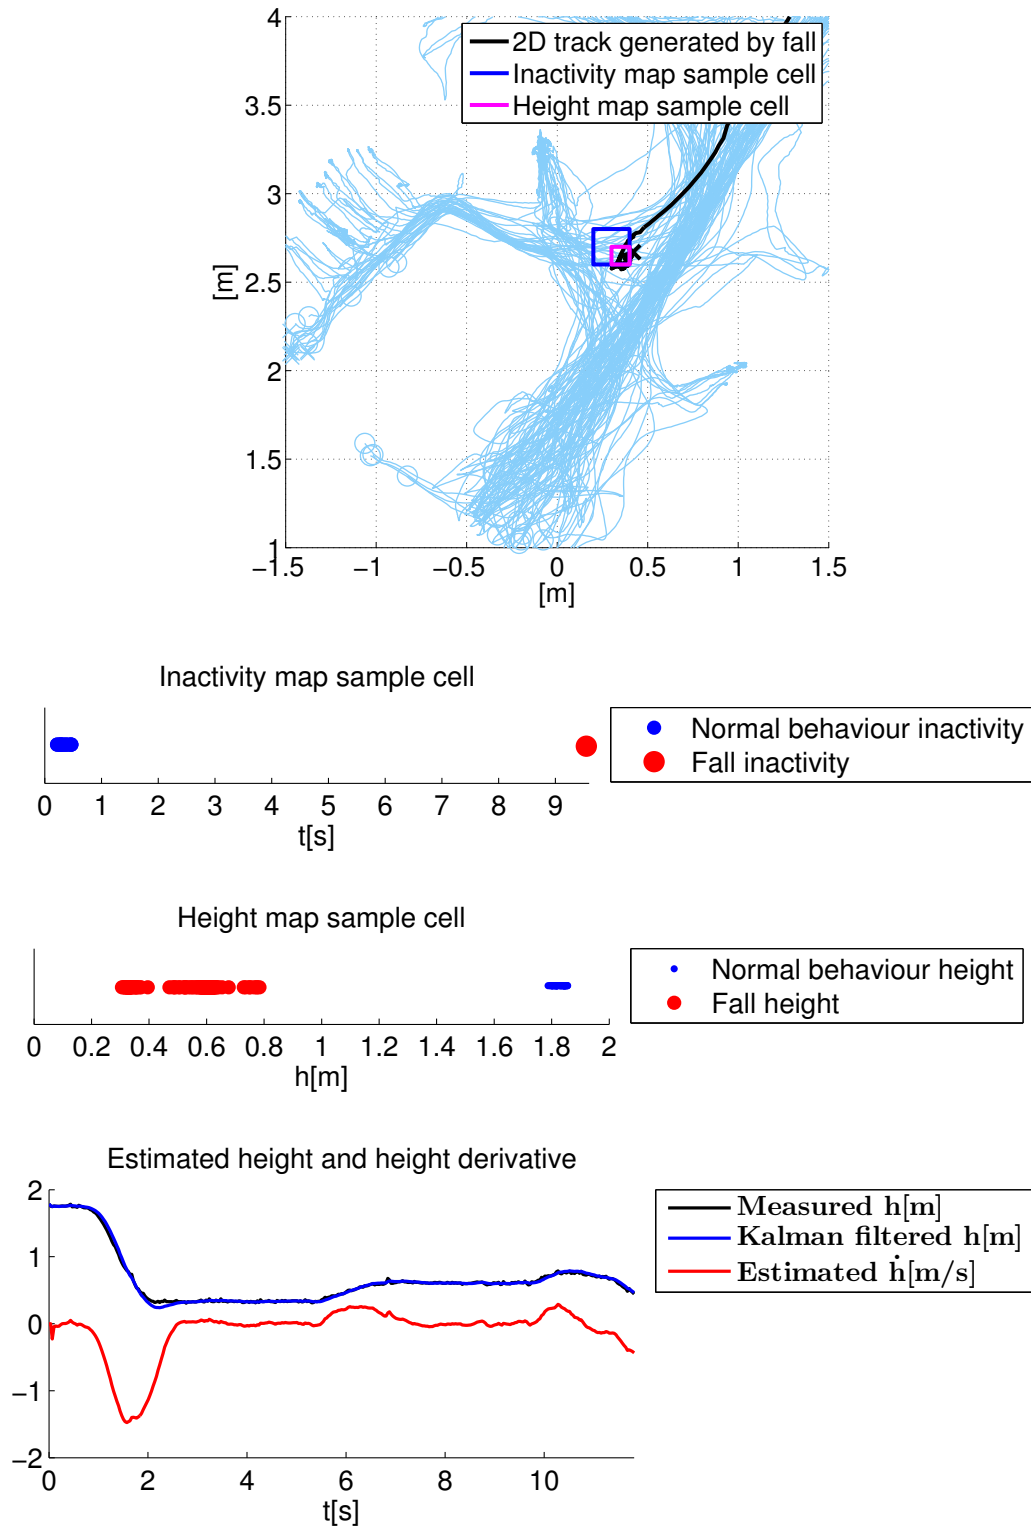 4
3.5
3
2.5
2
1.5
1
[m]
2D track generated by fall
Inactivity map sample cell
Height map sample cell
−1.5 −1 −0.5 0 0.5 1 1.5
[m]
Inactivity map sample cell
Normal behaviour inactivity
Fall inactivity
0 1 2 3 4 5 6 7 8 9
t[s]
Height map sample cell
Normal behaviour height
Fall height
0 0.2 0.4 0.6 0.8 1 1.2 1.4 1.6 1.8 2
h[m]
Estimated height and height derivative
2
1
0
−1
−2
Measured h[m]
Kalman filtered h[m]
Estimated ḣ[m/s]
0 2 4 6 8 10
t[s]